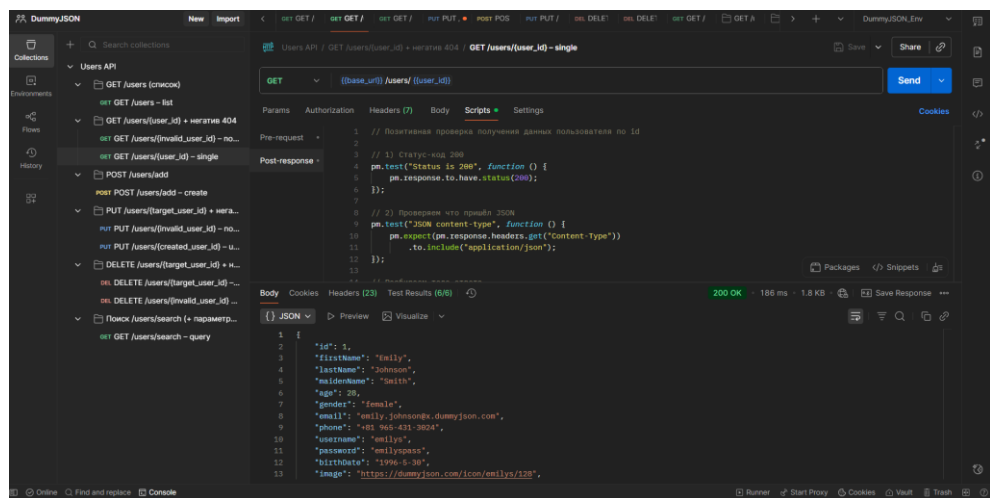 DummyJSON New Import
GET GET / GET GET / GET GET / PUT PUT , POST POS PUT PUT / DEL DELET DEL DELET GET GET / GET /t DummyJSON_Env
Collections
Environments
Flows
History
Search collections
Users API
GET /users (список)
GET GET /users – list
GET /users/{user_id} + негатив 404
GET GET /users/{invalid_user_id} – no...
GET GET /users/{user_id} – single
POST /users/add
POST POST /users/add – create
PUT /users/{target_user_id} + нега...
PUT PUT /users/{invalid_user_id} – no...
PUT PUT /users/{created_user_id} – u...
DELETE /users/{target_user_id} + н...
DEL DELETE /users/{target_user_id} –...
DEL DELETE /users/{invalid_user_id} ...
Поиск /users/search (+ параметр...
GET GET /users/search – query
Users API / GET /users/{user_id} + негатив 404 / GET /users/{user_id} – single Save Share
GET {{base_url}} /users/ {{user_id}} Send
Params Authorization Headers (7) Body Scripts Settings Cookies
Pre-request
Post-response
1 // Позитивная проверка получения данных пользователя по id
2
3 // 1) Статус-код 200
4 pm.test("Status is 200", function () {
5 pm.response.to.have.status(200);
6 });
7
8 // 2) Проверяем что пришёл JSON
9 pm.test("JSON content-type", function () {
10 pm.expect(pm.response.headers.get("Content-Type"))
11 .to.include("application/json");
12 });
13
Packages Snippets
Body Cookies Headers (23) Test Results (6/6) 200 OK 186 ms 1.8 KB Save Response
{} JSON Preview Visualize
1 {
2 "id": 1,
3 "firstName": "Emily",
4 "lastName": "Johnson",
5 "maidenName": "Smith",
6 "age": 28,
7 "gender": "female",
8 "email": "emily.johnson@x.dummyjson.com",
9 "phone": "+81 965-431-3024",
10 "username": "emilys",
11 "password": "emilyspass",
12 "birthDate": "1996-5-30",
13 "image": "https://dummyjson.com/icon/emilys/128",
Online Find and replace Console Runner Start Proxy Cookies Vault Trash